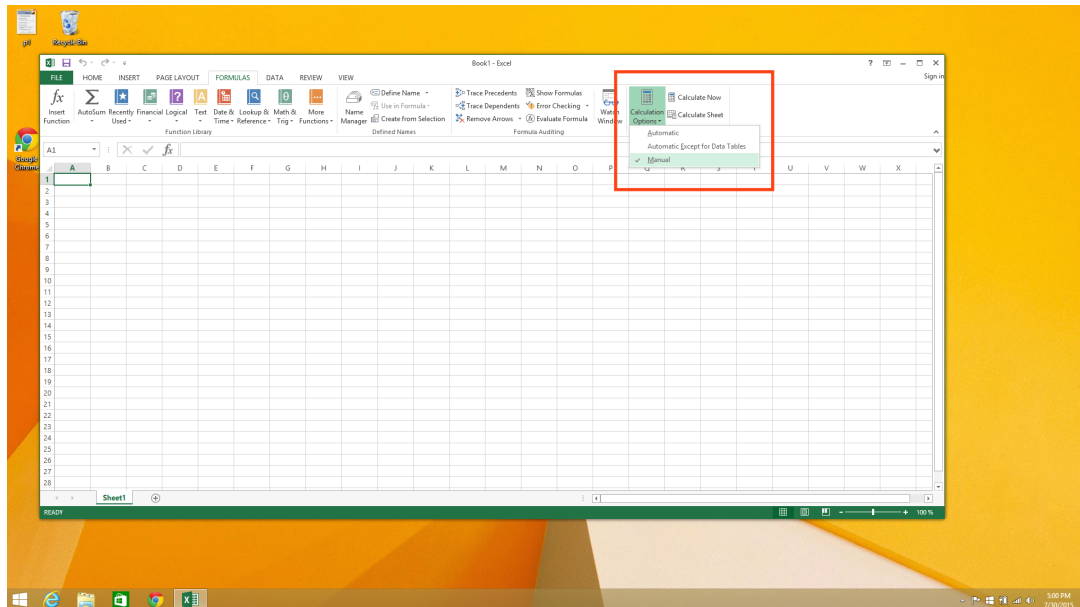 p1
Recycle Bin
Google Chrome
Book1 - Excel
FILE HOME INSERT PAGE LAYOUT FORMULAS DATA REVIEW VIEW Sign in
Insert Function
AutoSum
Recently Used
Financial
Logical
Text
Date & Time
Lookup & Reference
Math & Trig
More Functions
Function Library
Name Manager
Define Name
Use in Formula
Create from Selection
Defined Names
Trace Precedents
Trace Dependents
Remove Arrows
Show Formulas
Error Checking
Evaluate Formula
Formula Auditing
Watch Window
Calculation Options
Calculate Now
Calculate Sheet
Automatic
Automatic Except for Data Tables
Manual
A1
fx
A B C D E F G H I J K L M N O P Q R S T U V W X
1
2
3
4
5
6
7
8
9
10
11
12
13
14
15
16
17
18
19
20
21
22
23
24
25
26
27
28
Sheet1
READY
100 %
5:00 PM
7/30/2015